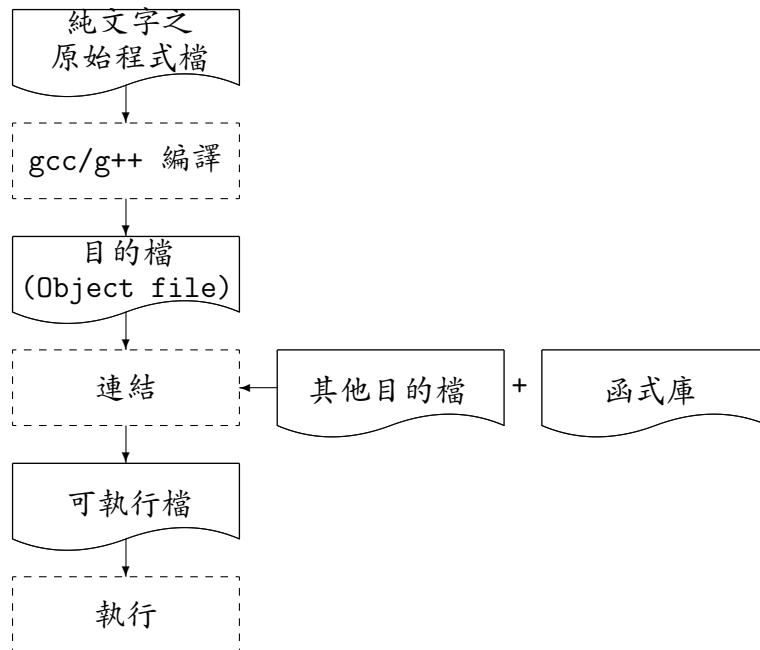 純文字之
原始程式檔
gcc/g++ 編譯
目的檔
(Object file)
連結
其他目的檔
+
函式庫
可執行檔
執行